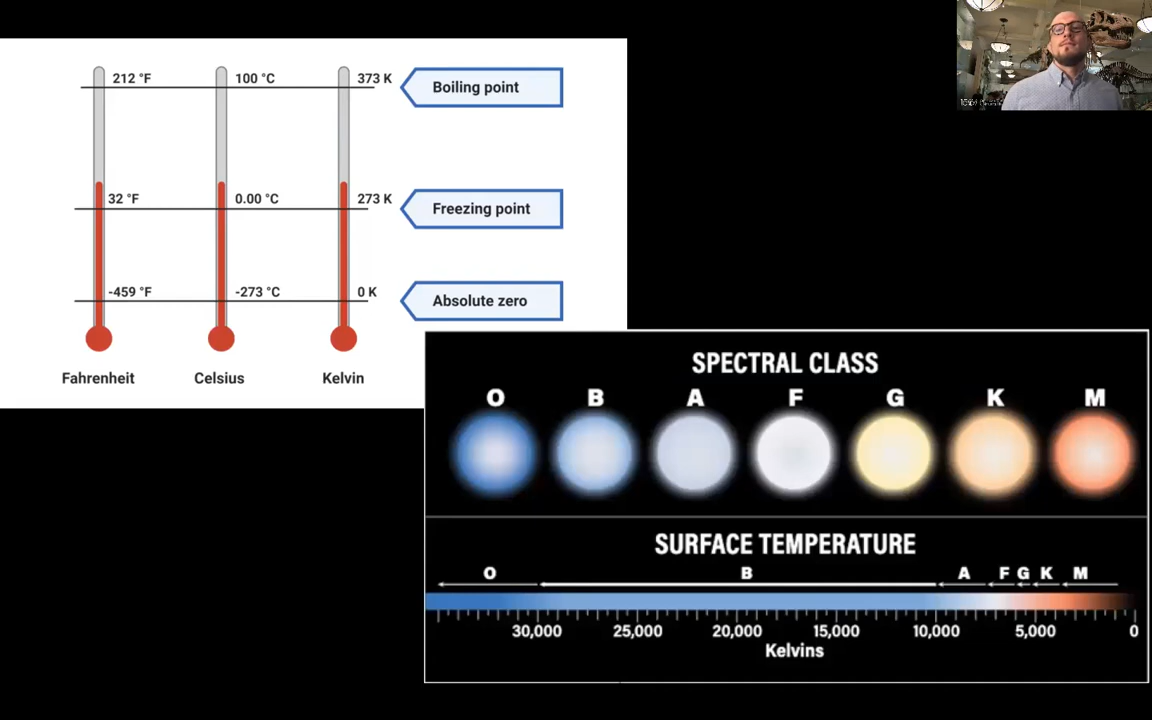 212 °F
100 °C
373 K
Boiling point
32 °F
0.00 °C
273 K
Freezing point
-459 °F
-273 °C
0 K
Absolute zero
Fahrenheit
Celsius
Kelvin
SPECTRAL CLASS
O B A F G K M
SURFACE TEMPERATURE
O B A F G K M
30,000 25,000 20,000 15,000 10,000 5,000 0
Kelvins